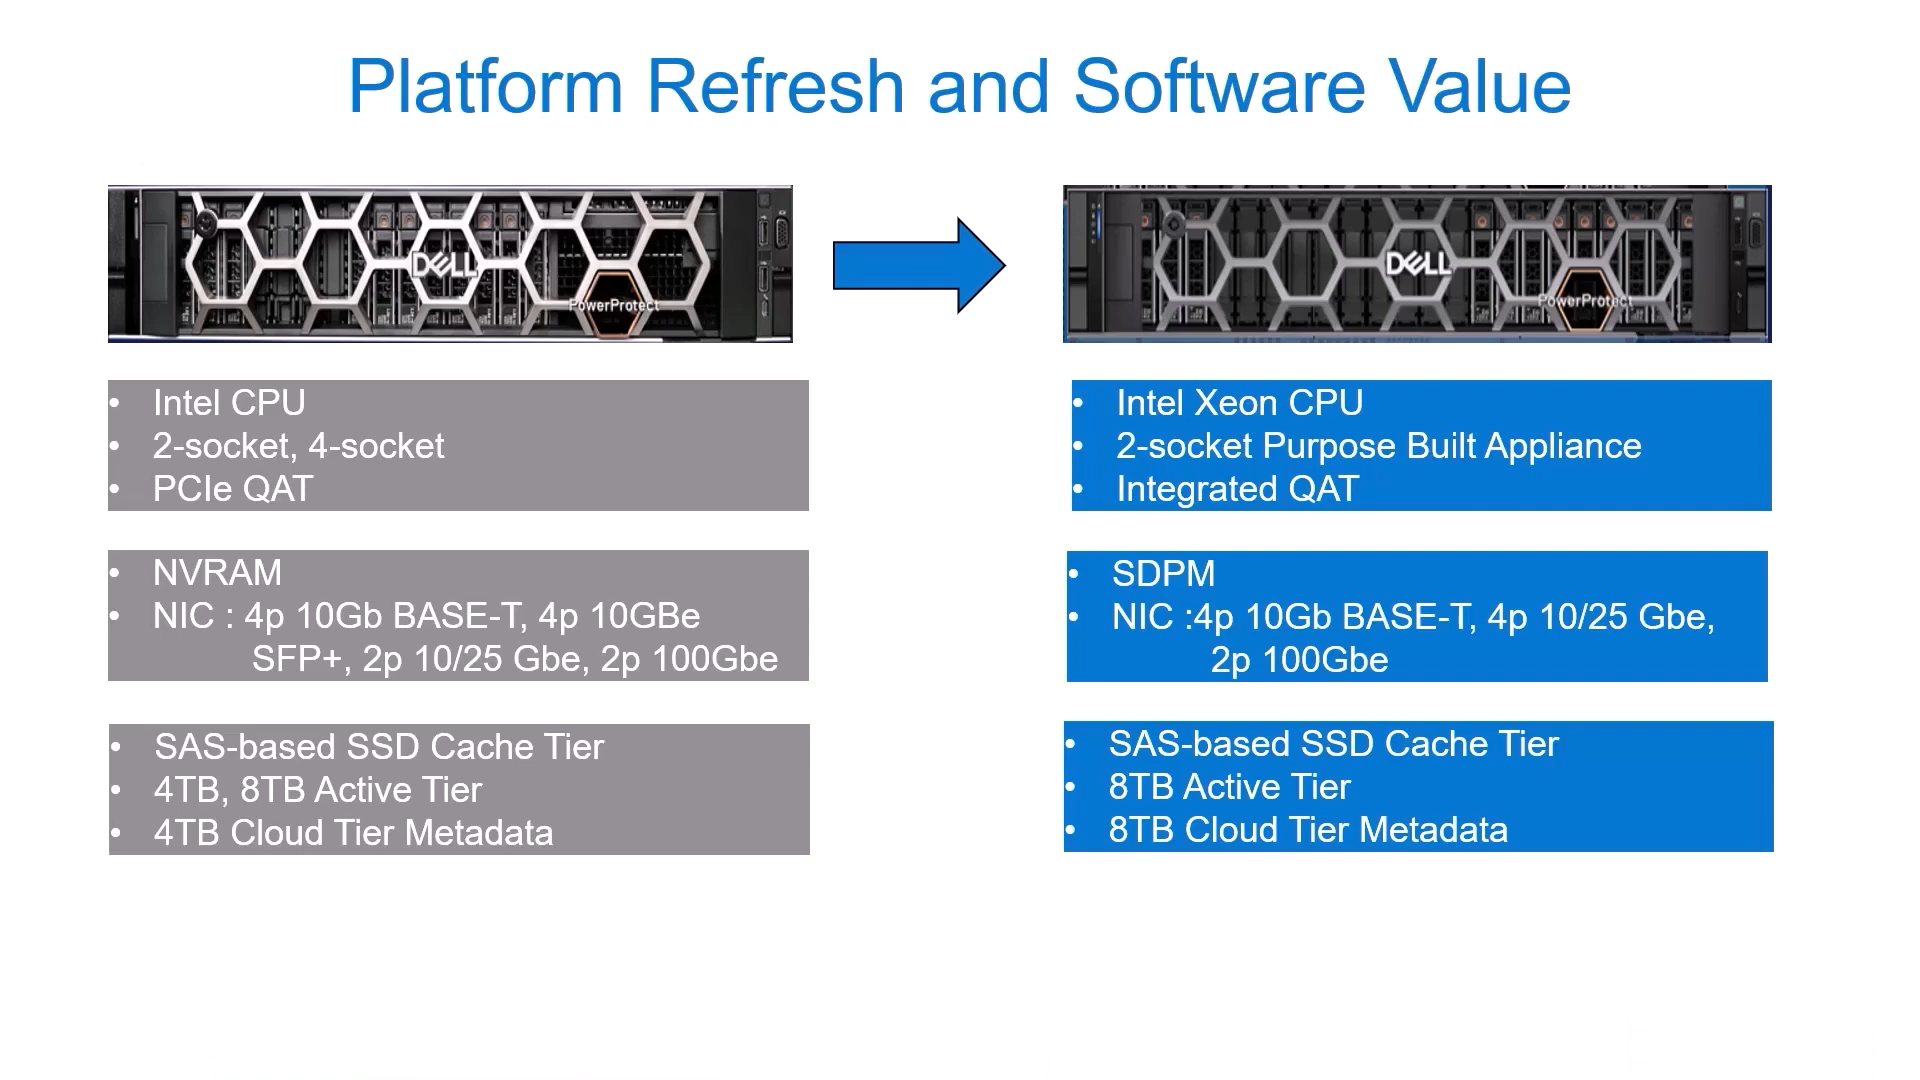 Platform Refresh and Software Value
DELL
PowerProtect
DELL
PowerProtect
• Intel CPU
• 2-socket, 4-socket
• PCIe QAT
• Intel Xeon CPU
• 2-socket Purpose Built Appliance
• Integrated QAT
• NVRAM
• NIC : 4p 10Gb BASE-T, 4p 10GBe
SFP+, 2p 10/25 Gbe, 2p 100Gbe
• SDPM
• NIC :4p 10Gb BASE-T, 4p 10/25 Gbe,
2p 100Gbe
• SAS-based SSD Cache Tier
• 4TB, 8TB Active Tier
• 4TB Cloud Tier Metadata
• SAS-based SSD Cache Tier
• 8TB Active Tier
• 8TB Cloud Tier Metadata